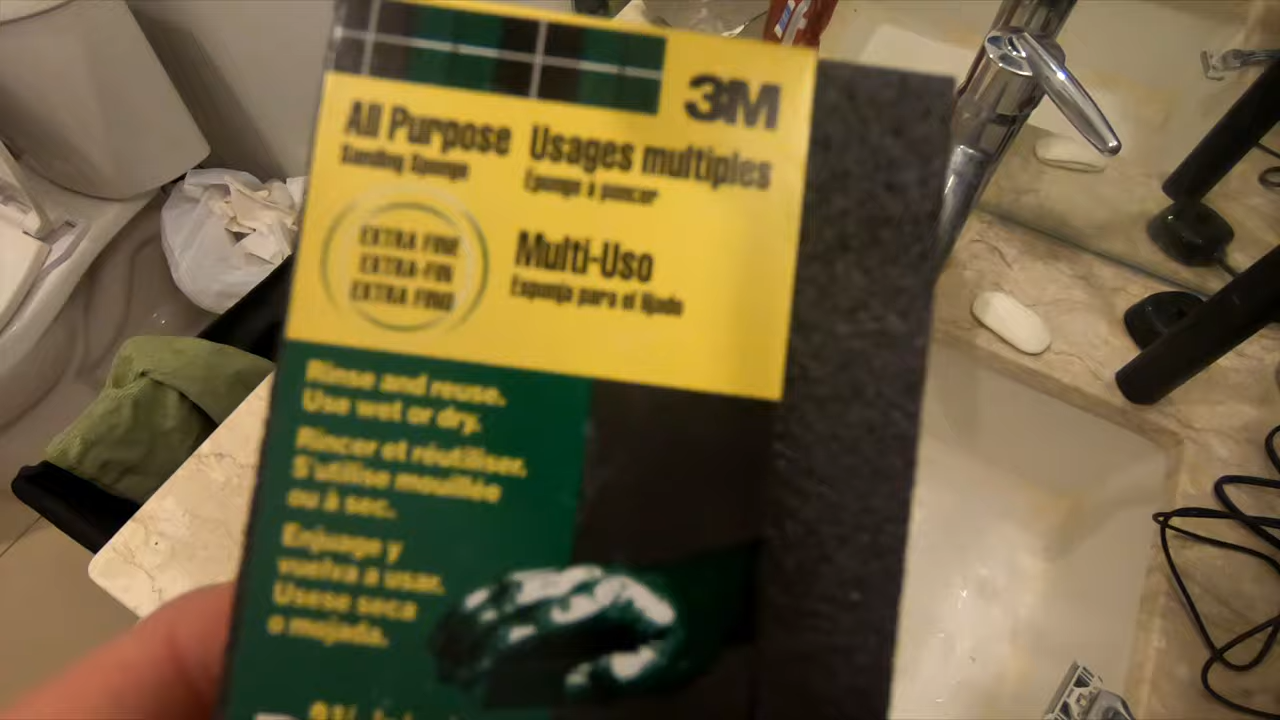 3M
All Purpose
Sanding Sponge
Usages multiples
Éponge à poncer
EXTRA FINE
EXTRA-FIN
EXTRA FINO
Multi-Uso
Esponja para el lijado
Rinse and reuse.
Use wet or dry.
Rincer et réutiliser.
S'utilise mouillée
ou à sec.
Enjuage y
vuelva a usar.
Usese seca
o mojada.